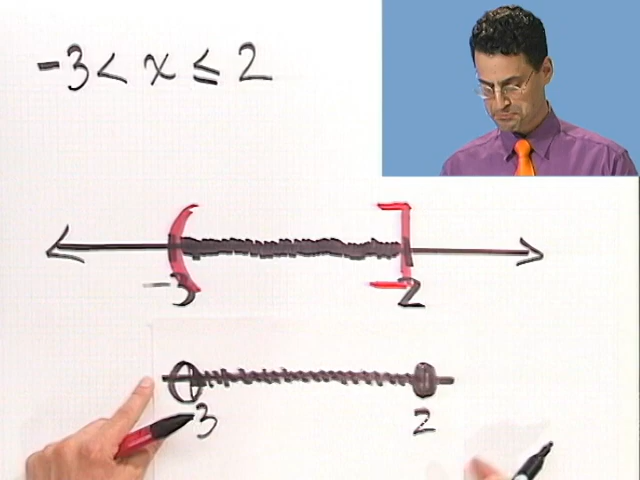 -3 < x ≤ 2
( ]
-3 2
3 2